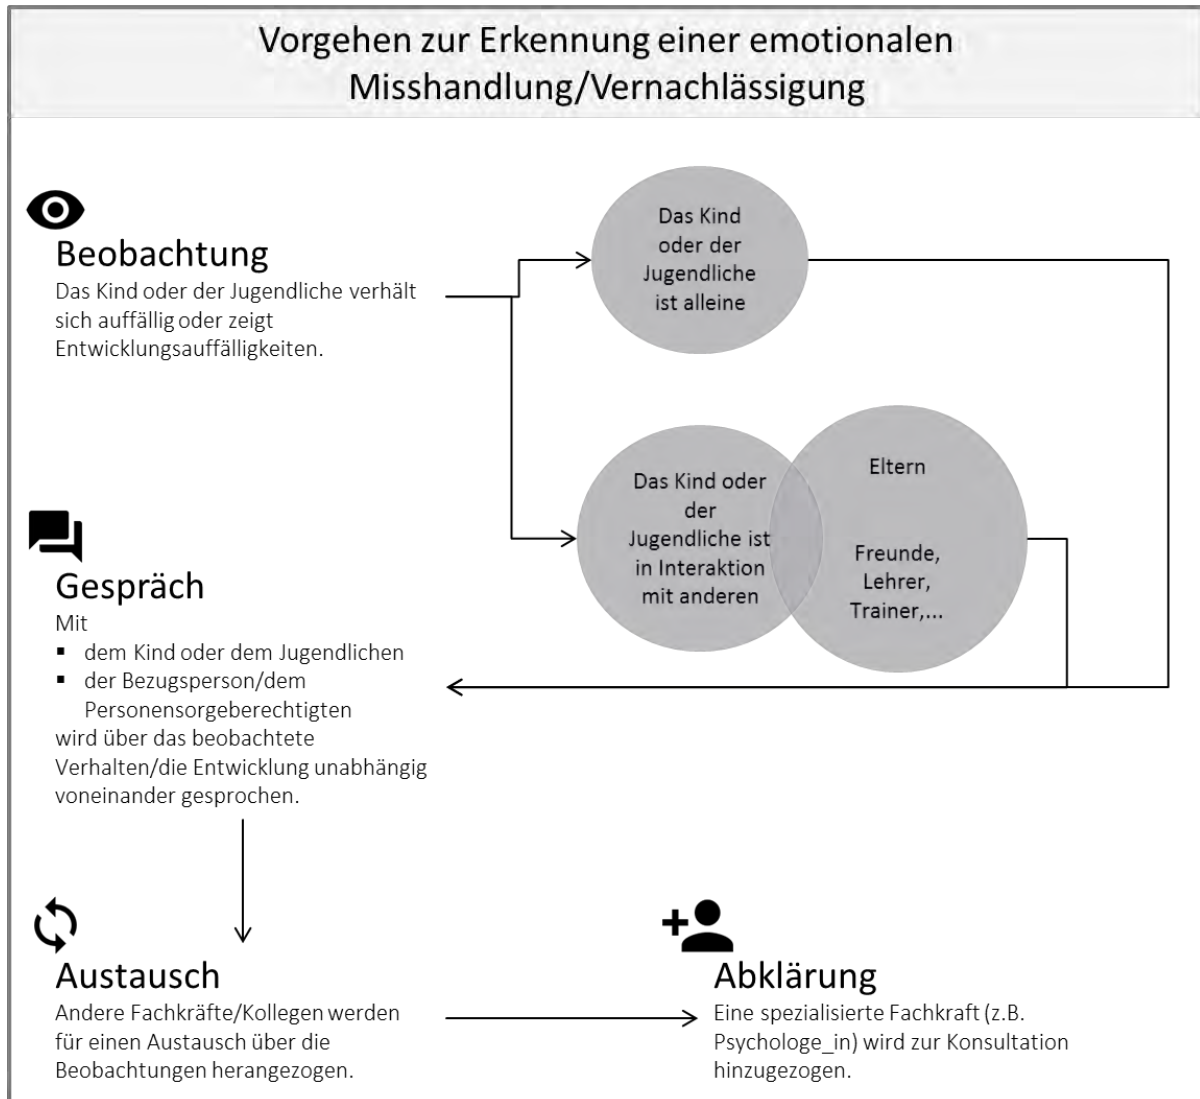 Vorgehen zur Erkennung einer emotionalen
Misshandlung/Vernachlässigung
Beobachtung
Das Kind oder der Jugendliche verhält
sich auffällig oder zeigt
Entwicklungsauffälligkeiten.
Das Kind
oder der
Jugendliche
ist alleine
Das Kind oder
der
Jugendliche ist
in Interaktion
mit anderen
Eltern
Freunde,
Lehrer,
Trainer,...
Gespräch
Mit
▪ dem Kind oder dem Jugendlichen
▪ der Bezugsperson/dem
Personensorgeberechtigten
wird über das beobachtete
Verhalten/die Entwicklung unabhängig
voneinander gesprochen.
Austausch
Andere Fachkräfte/Kollegen werden
für einen Austausch über die
Beobachtungen herangezogen.
Abklärung
Eine spezialisierte Fachkraft (z.B.
Psychologe_in) wird zur Konsultation
hinzugezogen.